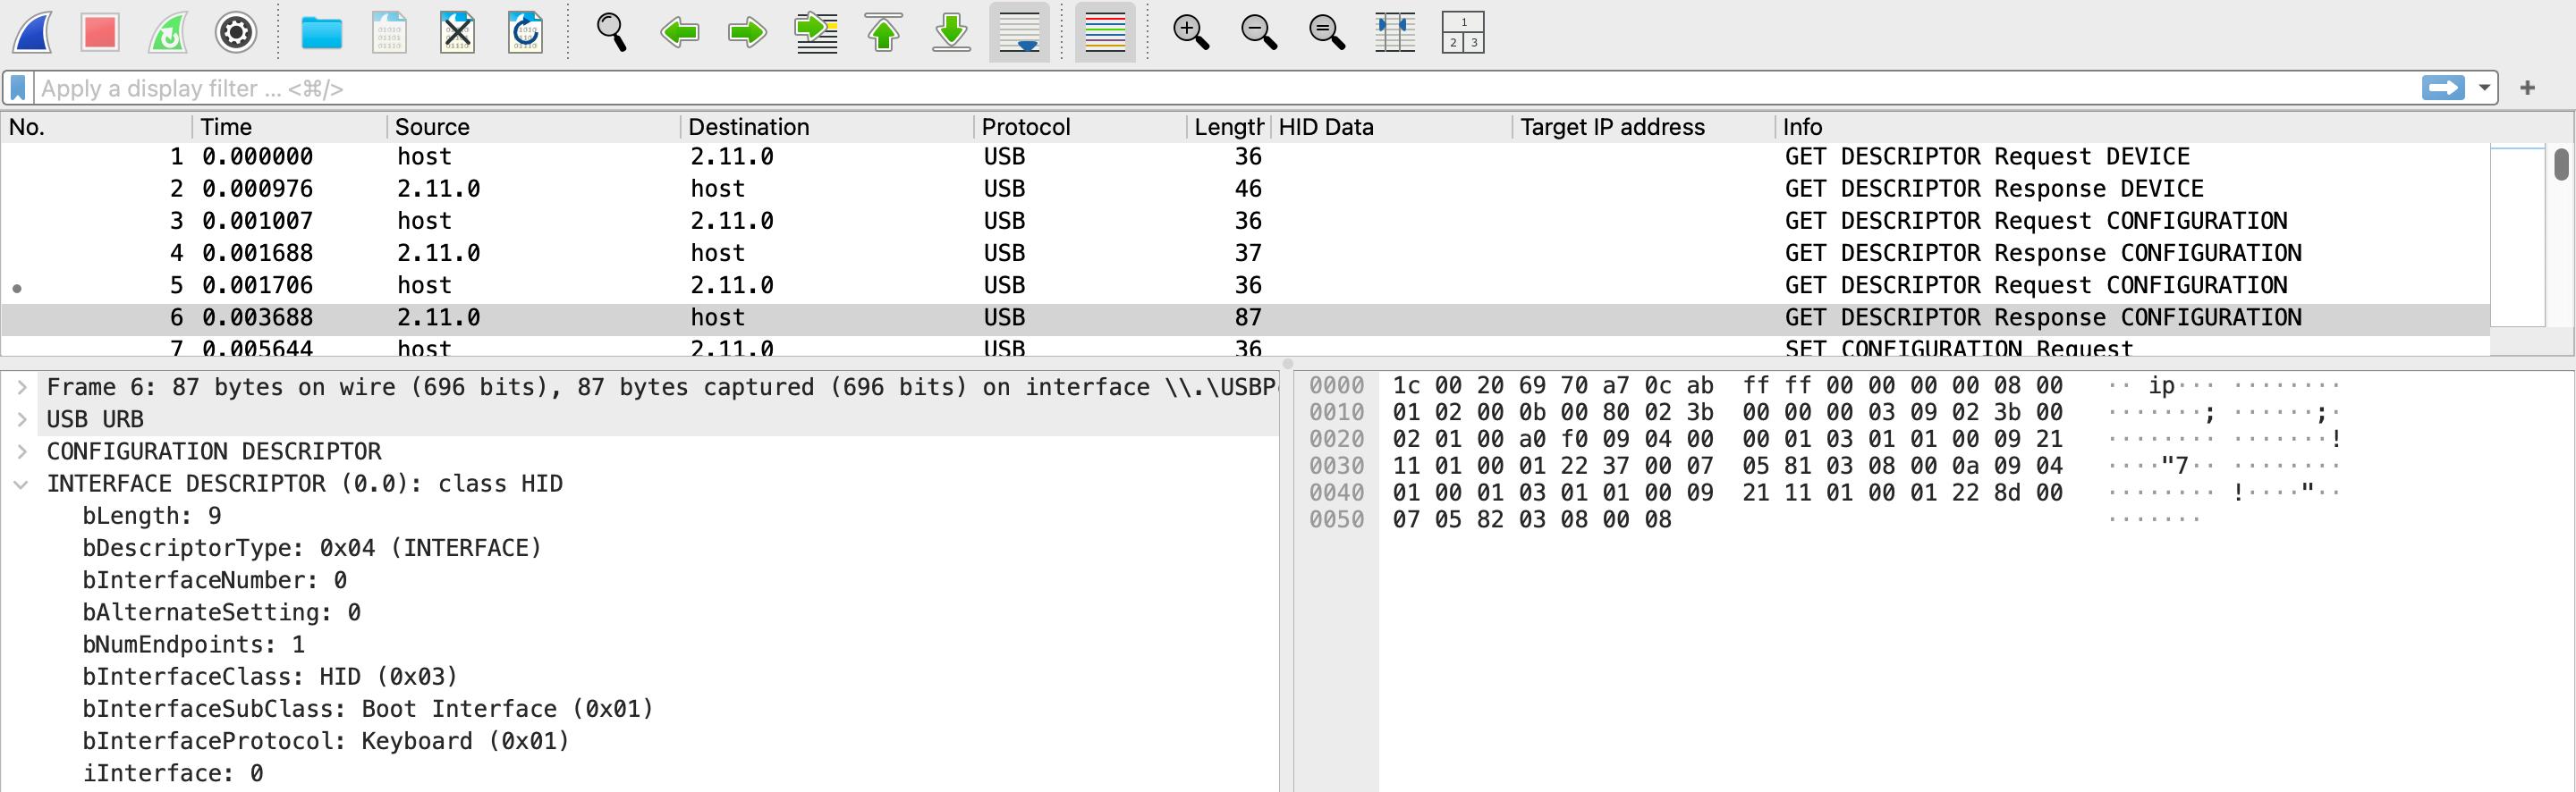 Apply a display filter ... <⌘/>
+
No. Time Source Destination Protocol Length HID Data Target IP address Info
1 0.000000 host 2.11.0 USB 36 GET DESCRIPTOR Request DEVICE
2 0.000976 2.11.0 host USB 46 GET DESCRIPTOR Response DEVICE
3 0.001007 host 2.11.0 USB 36 GET DESCRIPTOR Request CONFIGURATION
4 0.001688 2.11.0 host USB 37 GET DESCRIPTOR Response CONFIGURATION
5 0.001706 host 2.11.0 USB 36 GET DESCRIPTOR Request CONFIGURATION
6 0.003688 2.11.0 host USB 87 GET DESCRIPTOR Response CONFIGURATION
7 0.005644 host 2.11.0 USB 36 SET CONFIGURATION Request
Frame 6: 87 bytes on wire (696 bits), 87 bytes captured (696 bits) on interface \\.\USBP
USB URB
CONFIGURATION DESCRIPTOR
INTERFACE DESCRIPTOR (0.0): class HID
bLength: 9
bDescriptorType: 0x04 (INTERFACE)
bInterfaceNumber: 0
bAlternateSetting: 0
bNumEndpoints: 1
bInterfaceClass: HID (0x03)
bInterfaceSubClass: Boot Interface (0x01)
bInterfaceProtocol: Keyboard (0x01)
iInterface: 0
0000 1c 00 20 69 70 a7 0c ab ff ff 00 00 00 00 08 00 ·· ip··· ········
0010 01 02 00 0b 00 80 02 3b 00 00 00 03 09 02 3b 00 ·······; ······;·
0020 02 01 00 a0 f0 09 04 00 00 01 03 01 01 00 09 21 ········ ·······!
0030 11 01 00 01 22 37 00 07 05 81 03 08 00 0a 09 04 ····"7·· ········
0040 01 00 01 03 01 01 00 09 21 11 01 00 01 22 8d 00 ········ !····"··
0050 07 05 82 03 08 00 08 ·······